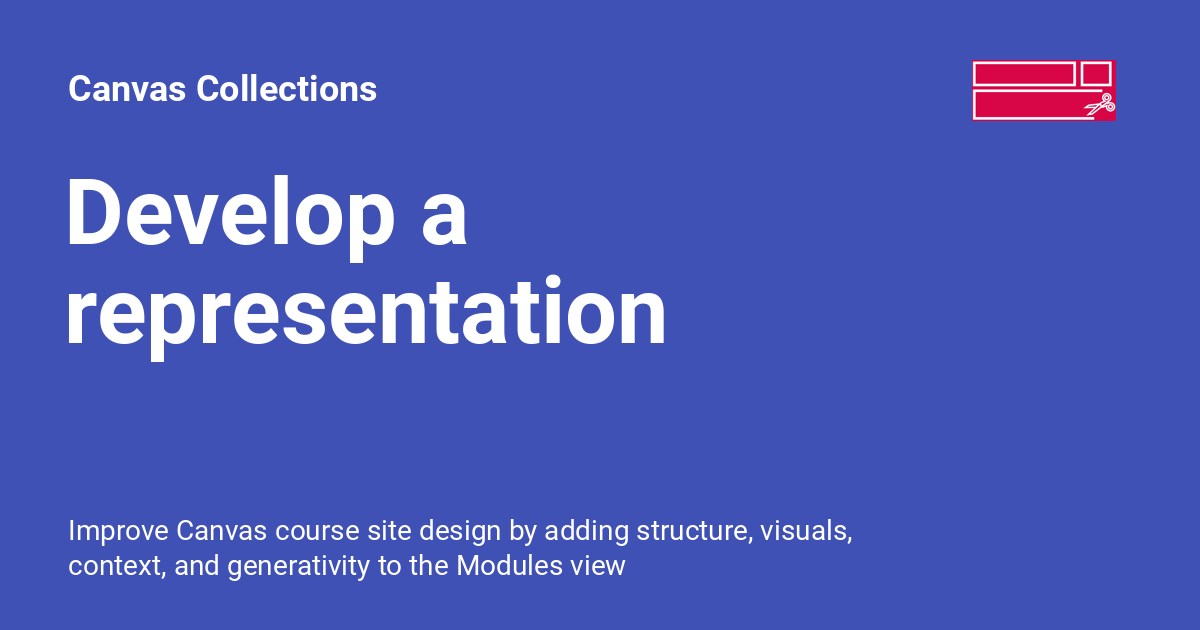 Canvas Collections
Develop a
representation
Improve Canvas course site design by adding structure, visuals,
context, and generativity to the Modules view